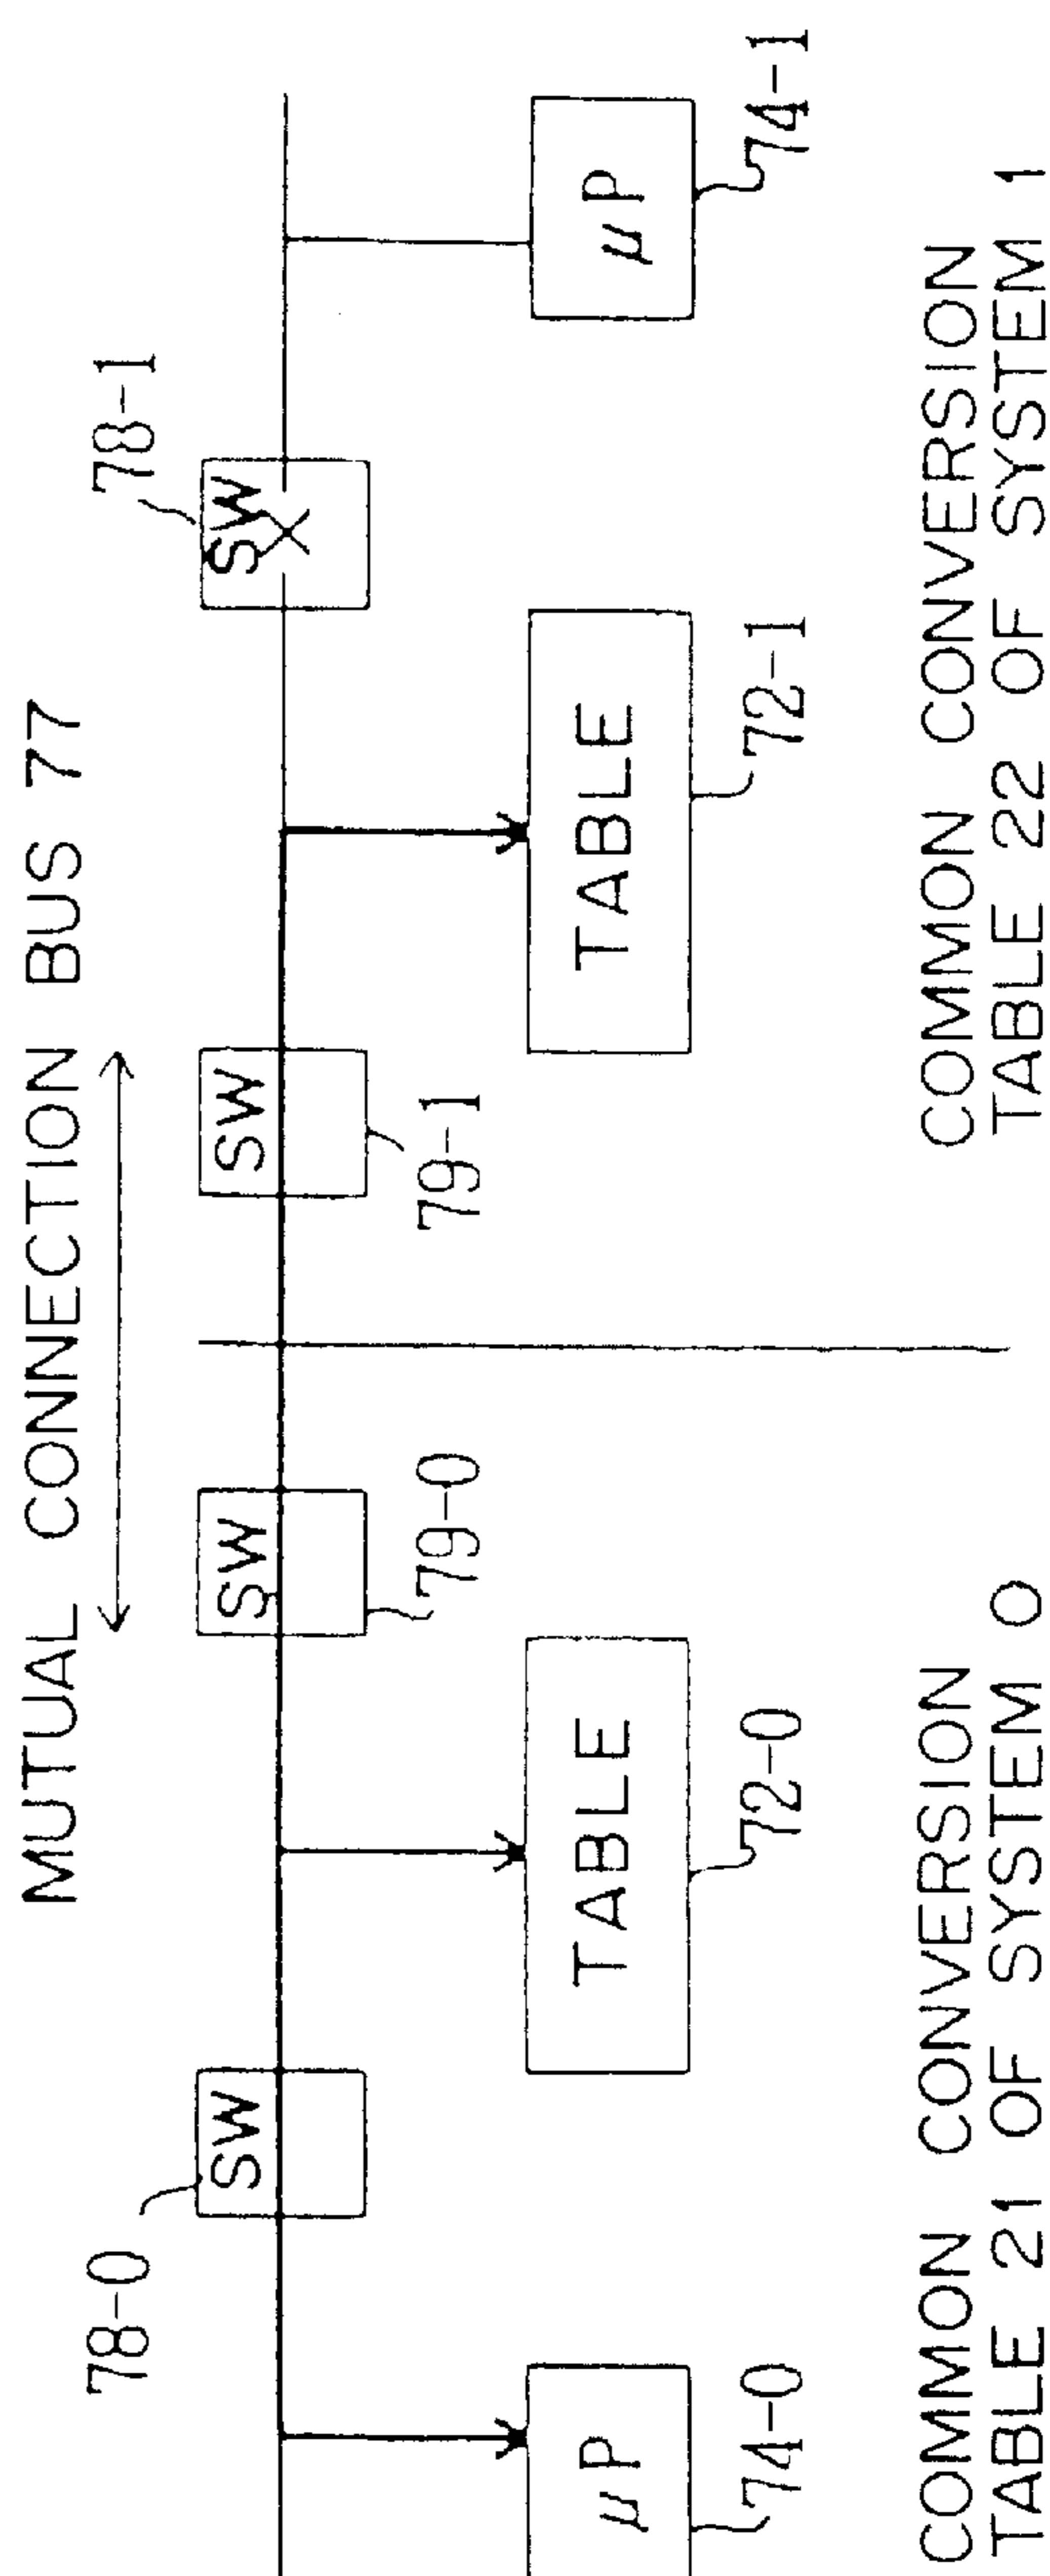 MUTUAL CONNECTION BUS 77
78-0
SW
SW
SW
SW
78-1
79-0
79-1
μP
TABLE
TABLE
μP
74-0
72-0
72-1
74-1
COMMON CONVERSION
TABLE 21 OF SYSTEM 0
COMMON CONVERSION
TABLE 22 OF SYSTEM 1